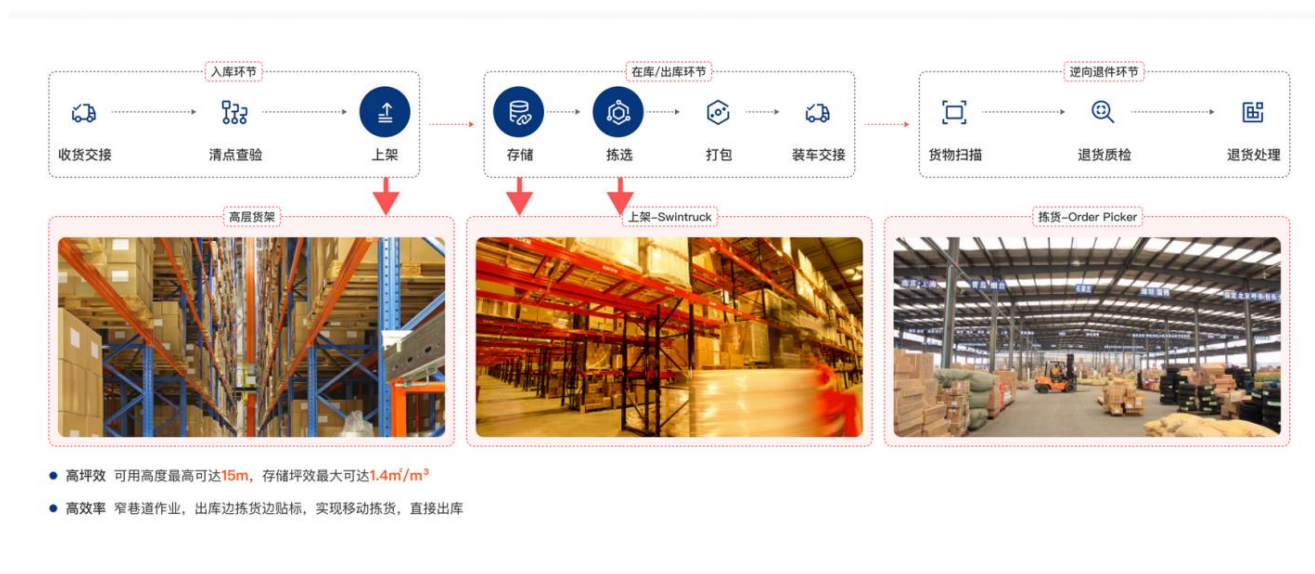 入库环节
在库/出库环节
逆向退件环节
收货交接
清点查验
上架
存储
拣选
打包
装车交接
货物扫描
退货质检
退货处理
高层货架
上架-Swintruck
拣货-Order Picker
高坪效 可用高度最高可达15m，存储坪效最大可达1.4㎡/m³
高效率 窄巷道作业，出库边拣货边贴标，实现移动拣货，直接出库